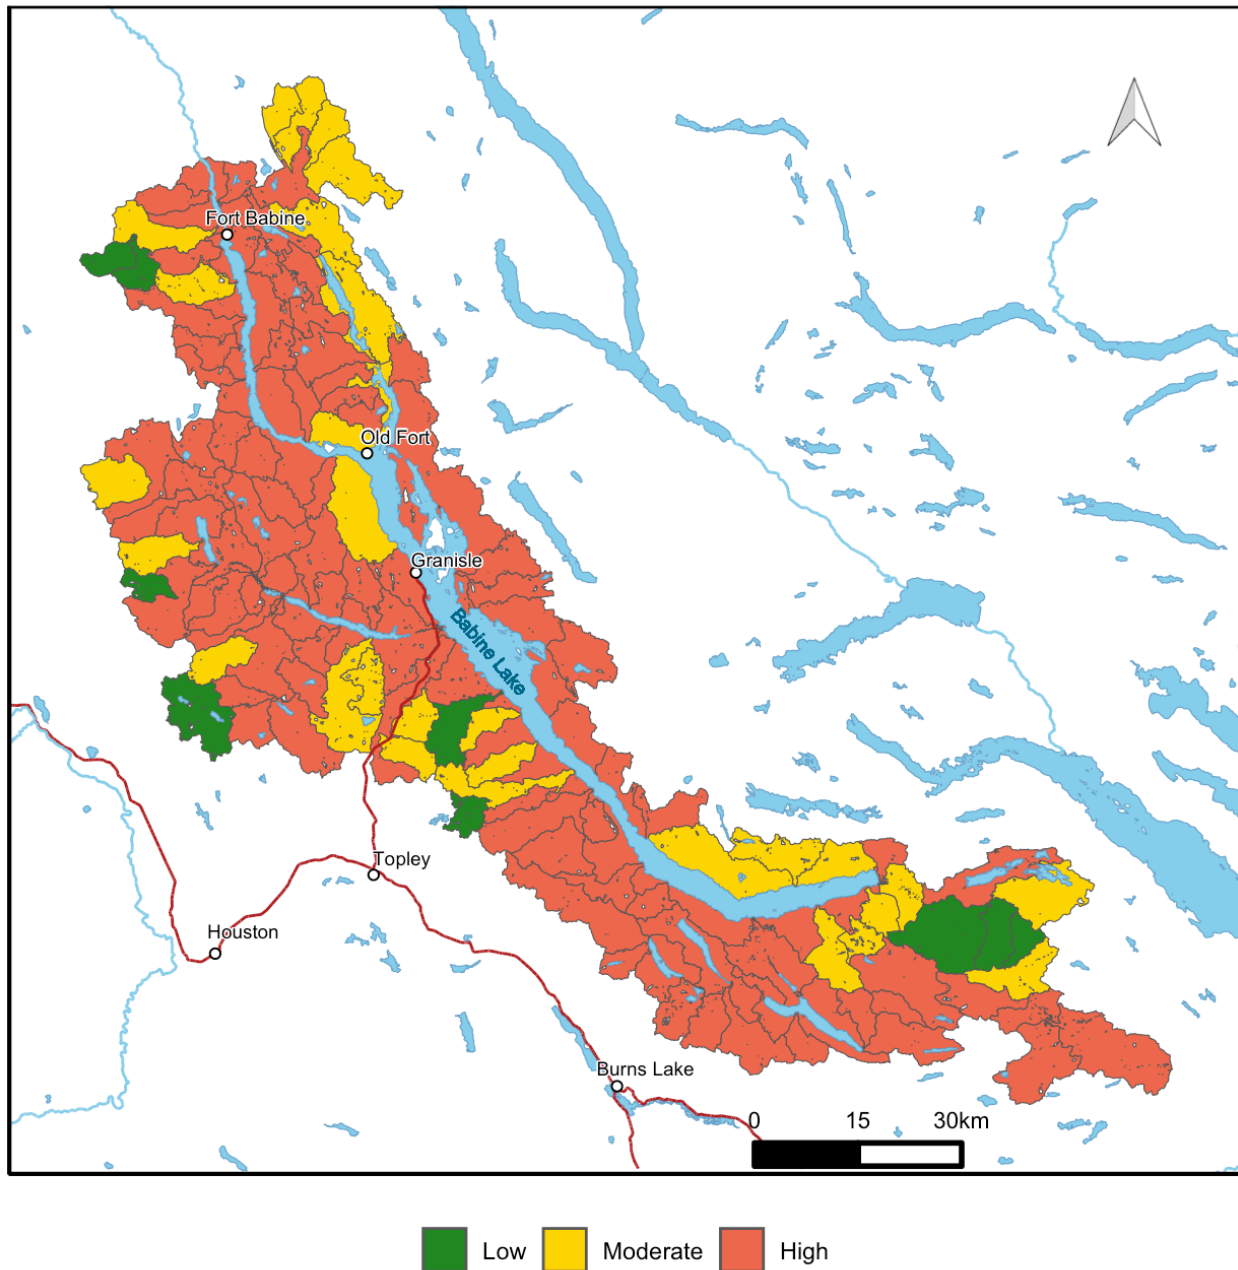 Fort Babine
Old Fort
Granisle
Babine Lake
Topley
Houston
Burns Lake
0 15 30km
Low Moderate High